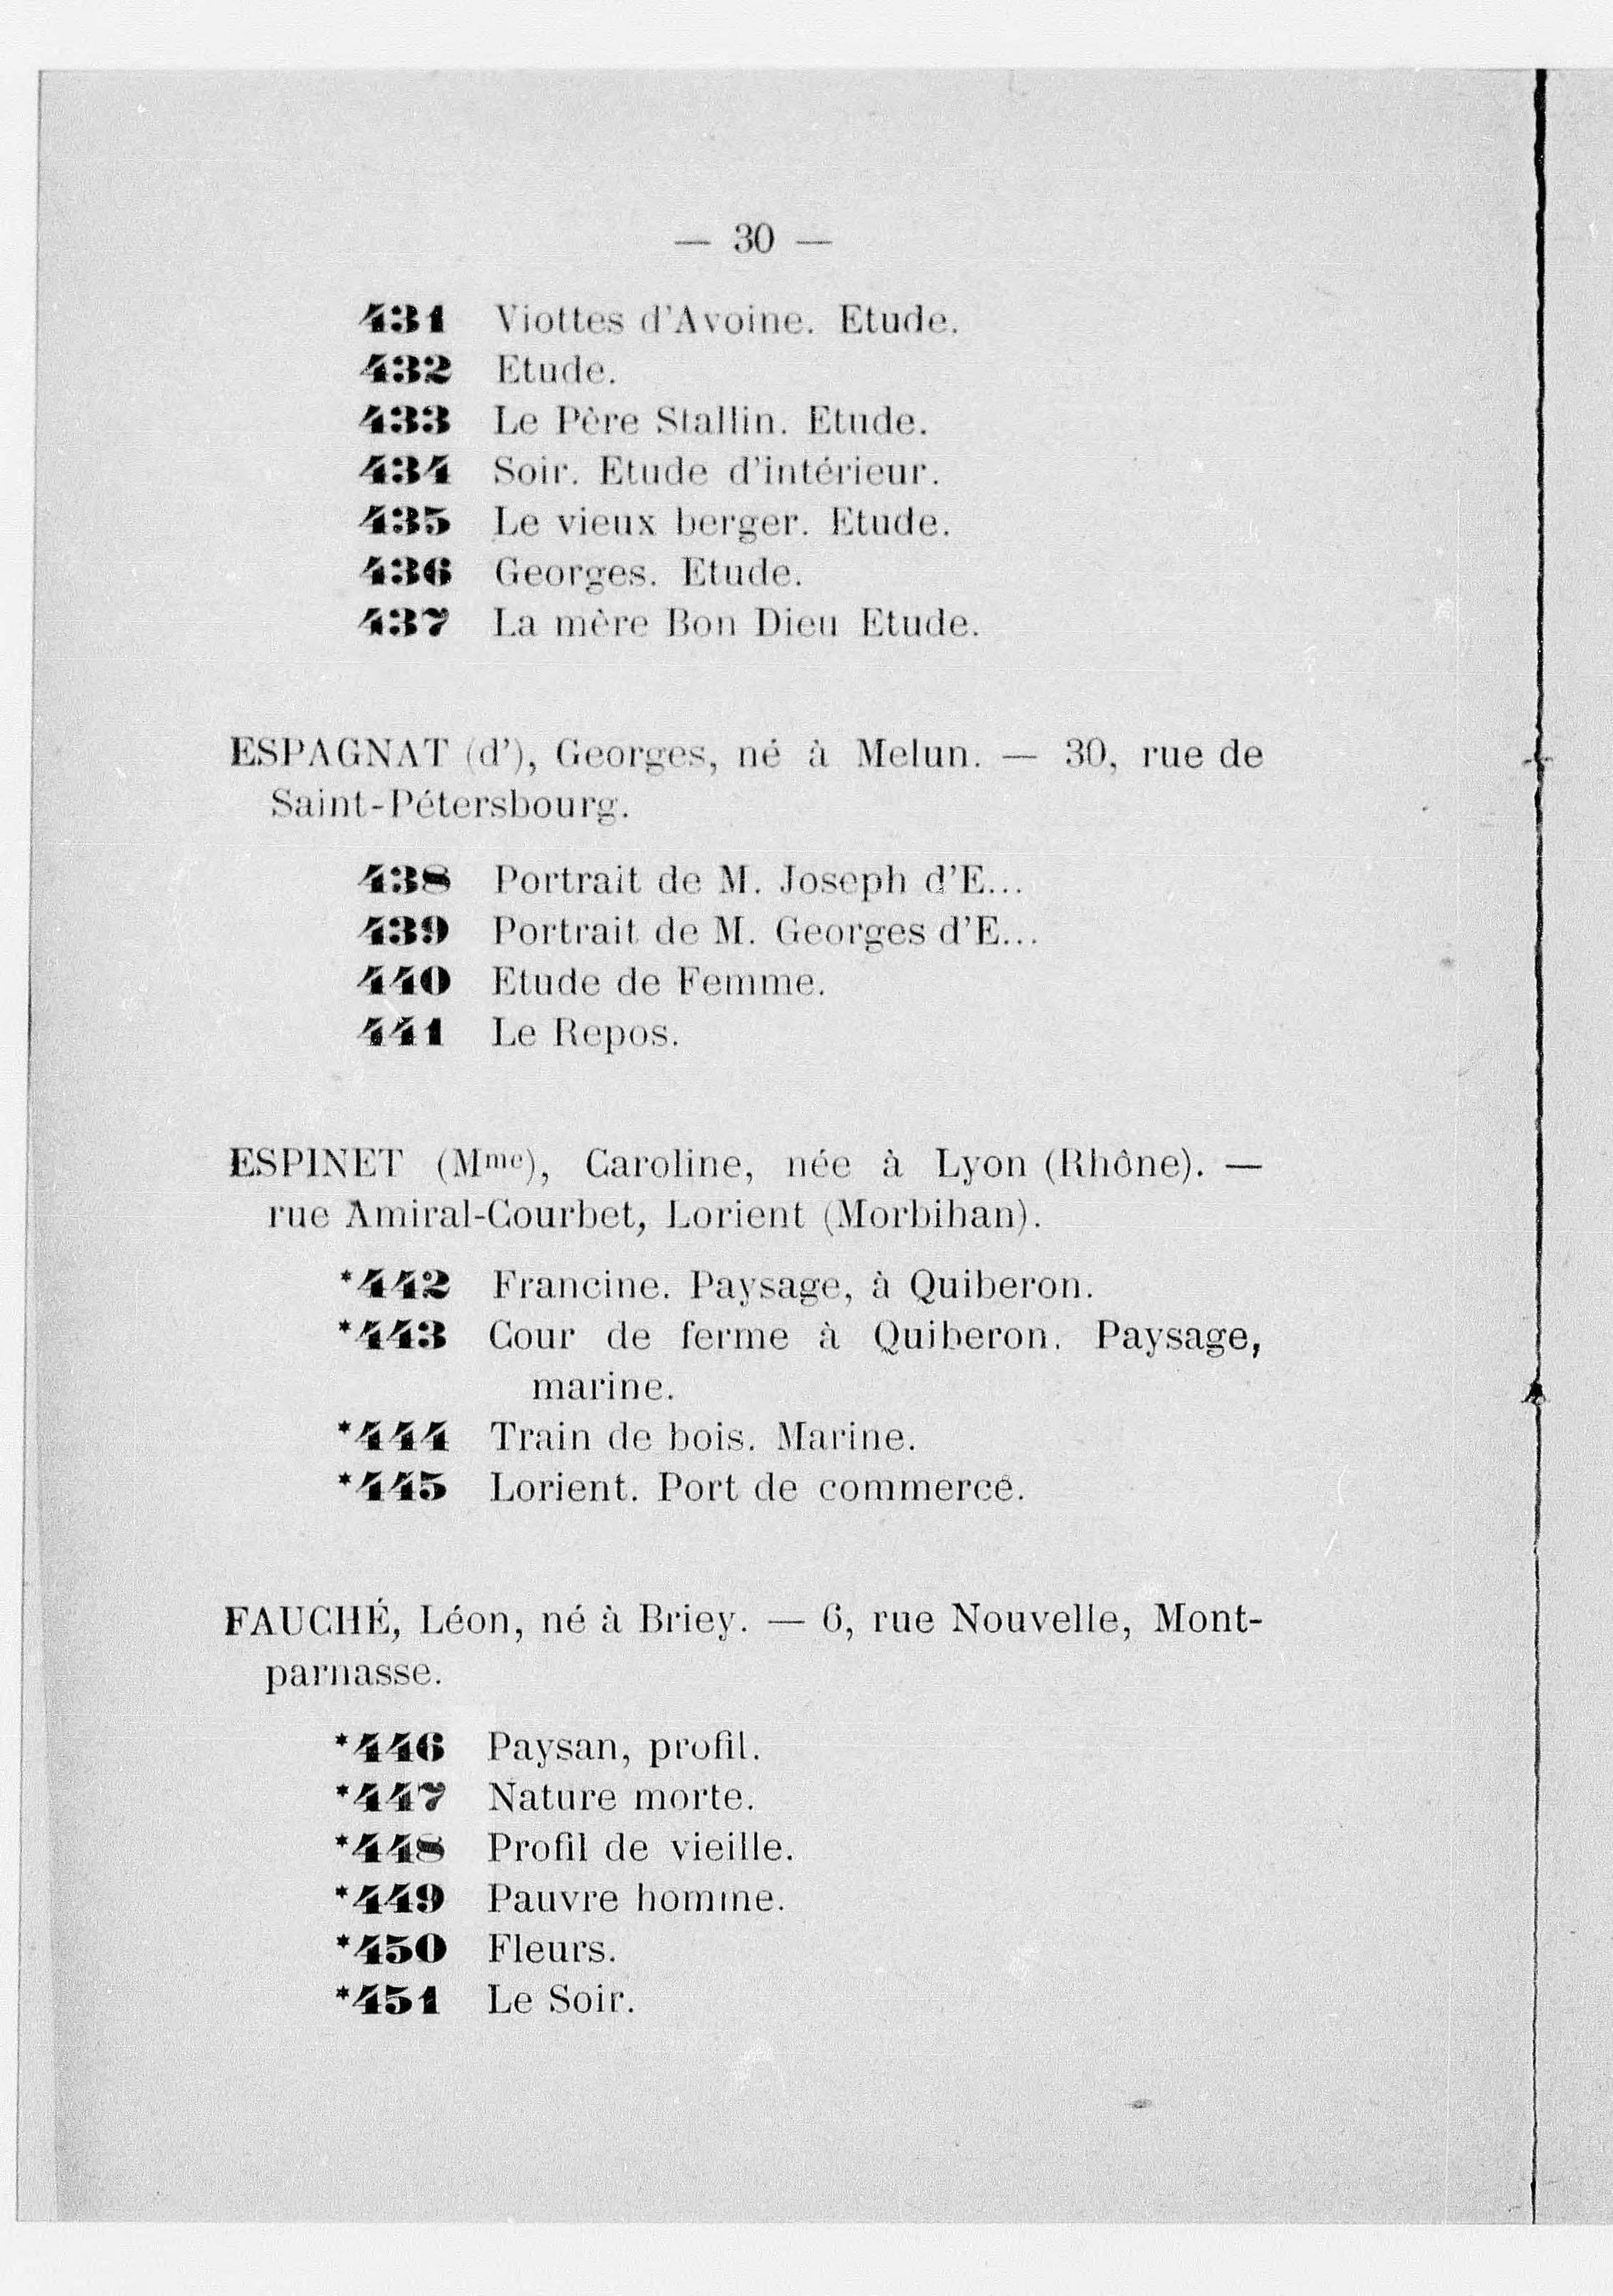 — 30 —
431 Viottes d'Avoine. Etude.
432 Etude.
433 Le Père Stallin. Etude.
434 Soir. Etude d'intérieur.
435 Le vieux berger. Etude.
436 Georges. Etude.
437 La mère Bon Dieu Etude.
ESPAGNAT (d'), Georges, né à Melun. — 30, rue de
Saint-Pétersbourg.
438 Portrait de M. Joseph d'E...
439 Portrait de M. Georges d'E...
440 Etude de Femme.
441 Le Repos.
ESPINET (Mme), Caroline, née à Lyon (Rhône). —
rue Amiral-Courbet, Lorient (Morbihan).
*442 Francine. Paysage, à Quiberon.
*443 Cour de ferme à Quiberon. Paysage,
marine.
*444 Train de bois. Marine.
*445 Lorient. Port de commerce.
FAUCHÉ, Léon, né à Briey. — 6, rue Nouvelle, Mont-
parnasse.
*446 Paysan, profil.
*447 Nature morte.
*448 Profil de vieille.
*449 Pauvre homme.
*450 Fleurs.
*451 Le Soir.